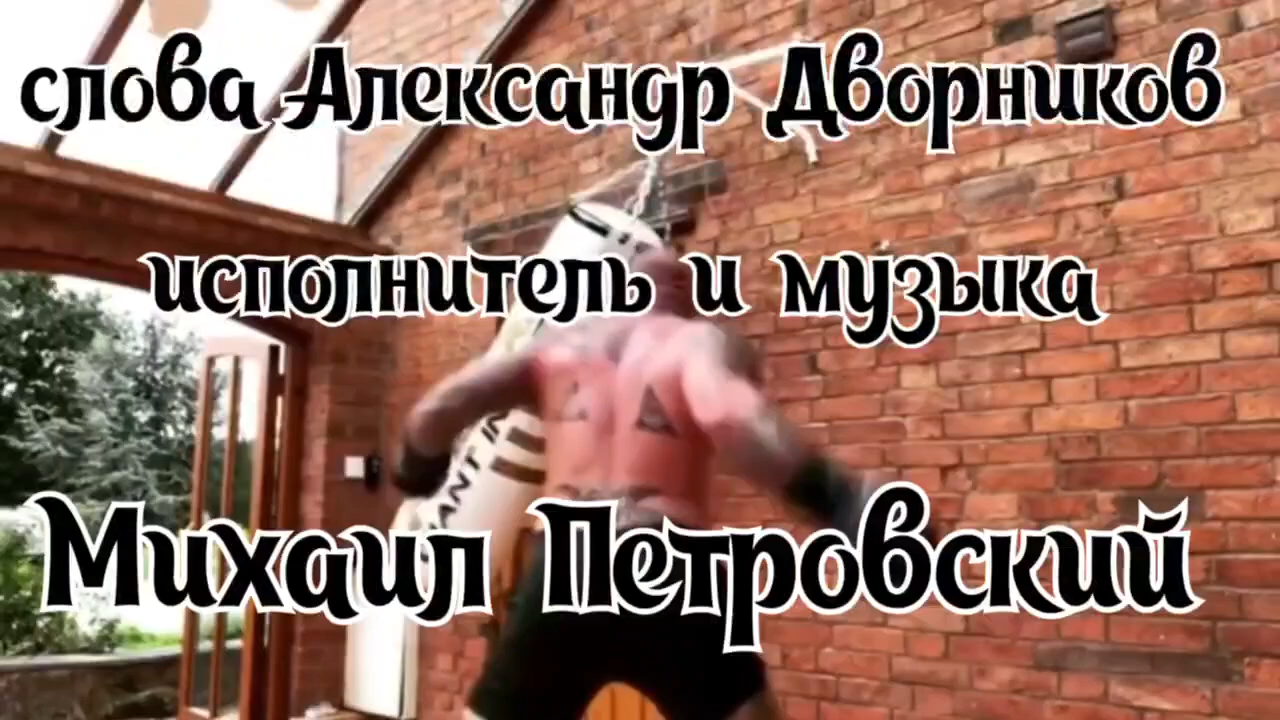 слова Александр Дворников
исполнитель и музыка
Михаил Петровский